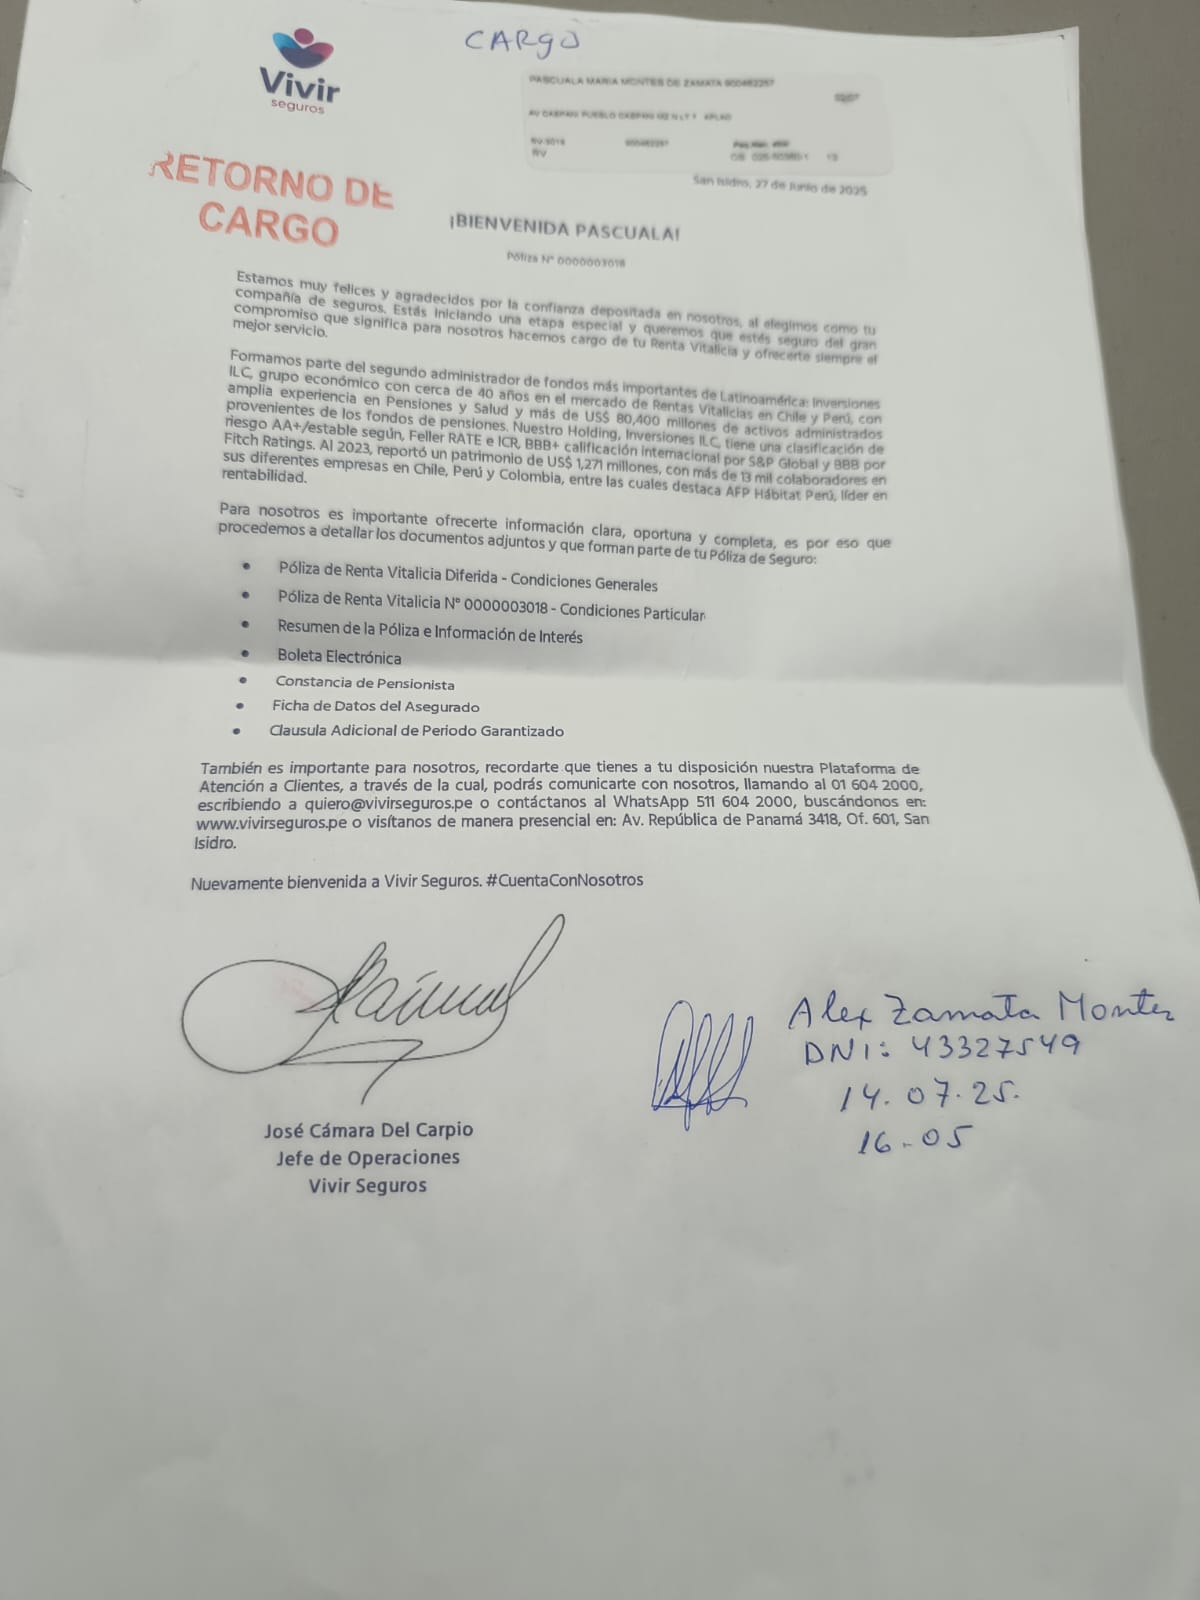 CARGO
Vivir
seguros
PASCUALA MARIA MONTES DE ZAMATA 900482257
RETORNO DE
CARGO
San Isidro, 27 de Junio de 2025
¡BIENVENIDA PASCUALA!
Póliza N° 0000003018
Estamos muy felices y agradecidos por la confianza depositada en nosotros, al elegirnos como tu
compañía de seguros. Estás iniciando una etapa especial y queremos que estés seguro del gran
compromiso que significa para nosotros hacernos cargo de tu Renta Vitalicia y ofrecerte siempre el
mejor servicio.
Formamos parte del segundo administrador de fondos más importantes de Latinoamérica: Inversiones
ILC, grupo económico con cerca de 40 años en el mercado de Rentas Vitalicias en Chile y Perú, con
amplia experiencia en Pensiones y Salud y más de US$ 80,400 millones de activos administrados
provenientes de los fondos de pensiones. Nuestro Holding, Inversiones ILC, tiene una clasificación de
riesgo AA+/estable según, Feller RATE e ICR, BBB+ calificación internacional por S&P Global y BBB por
Fitch Ratings. Al 2023, reportó un patrimonio de US$ 1,271 millones, con más de 13 mil colaboradores en
sus diferentes empresas en Chile, Perú y Colombia, entre las cuales destaca AFP Hábitat Perú, líder en
rentabilidad.
Para nosotros es importante ofrecerte información clara, oportuna y completa, es por eso que
procedemos a detallar los documentos adjuntos y que forman parte de tu Póliza de Seguro:
• Póliza de Renta Vitalicia Diferida - Condiciones Generales
• Póliza de Renta Vitalicia N° 0000003018 - Condiciones Particular
• Resumen de la Póliza e Información de Interés
• Boleta Electrónica
• Constancia de Pensionista
• Ficha de Datos del Asegurado
• Clausula Adicional de Periodo Garantizado
También es importante para nosotros, recordarte que tienes a tu disposición nuestra Plataforma de
Atención a Clientes, a través de la cual, podrás comunicarte con nosotros, llamando al 01 604 2000,
escribiendo a quiero@vivirseguros.pe o contáctanos al WhatsApp 511 604 2000, buscándonos en:
www.vivirseguros.pe o visítanos de manera presencial en: Av. República de Panamá 3418, Of. 601, San
Isidro.
Nuevamente bienvenida a Vivir Seguros. #CuentaConNosotros
Alex Zamata Montes
DNI: 43327549
14.07.25.
16-05
José Cámara Del Carpio
Jefe de Operaciones
Vivir Seguros